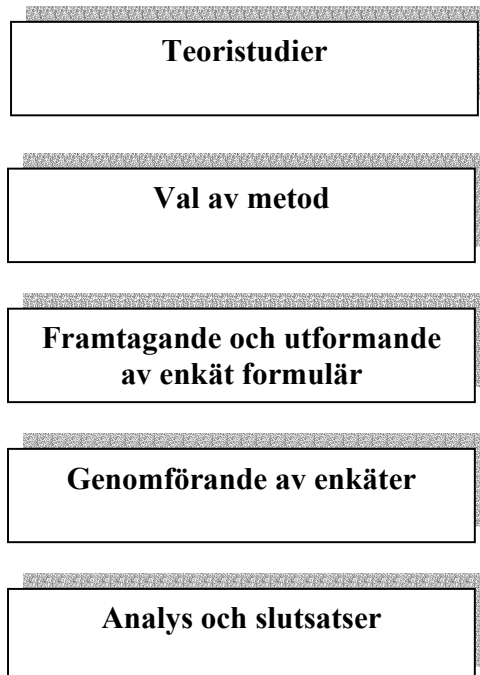 Teoristudier
Val av metod
Framtagande och utformande
av enkät formulär
Genomförande av enkäter
Analys och slutsatser